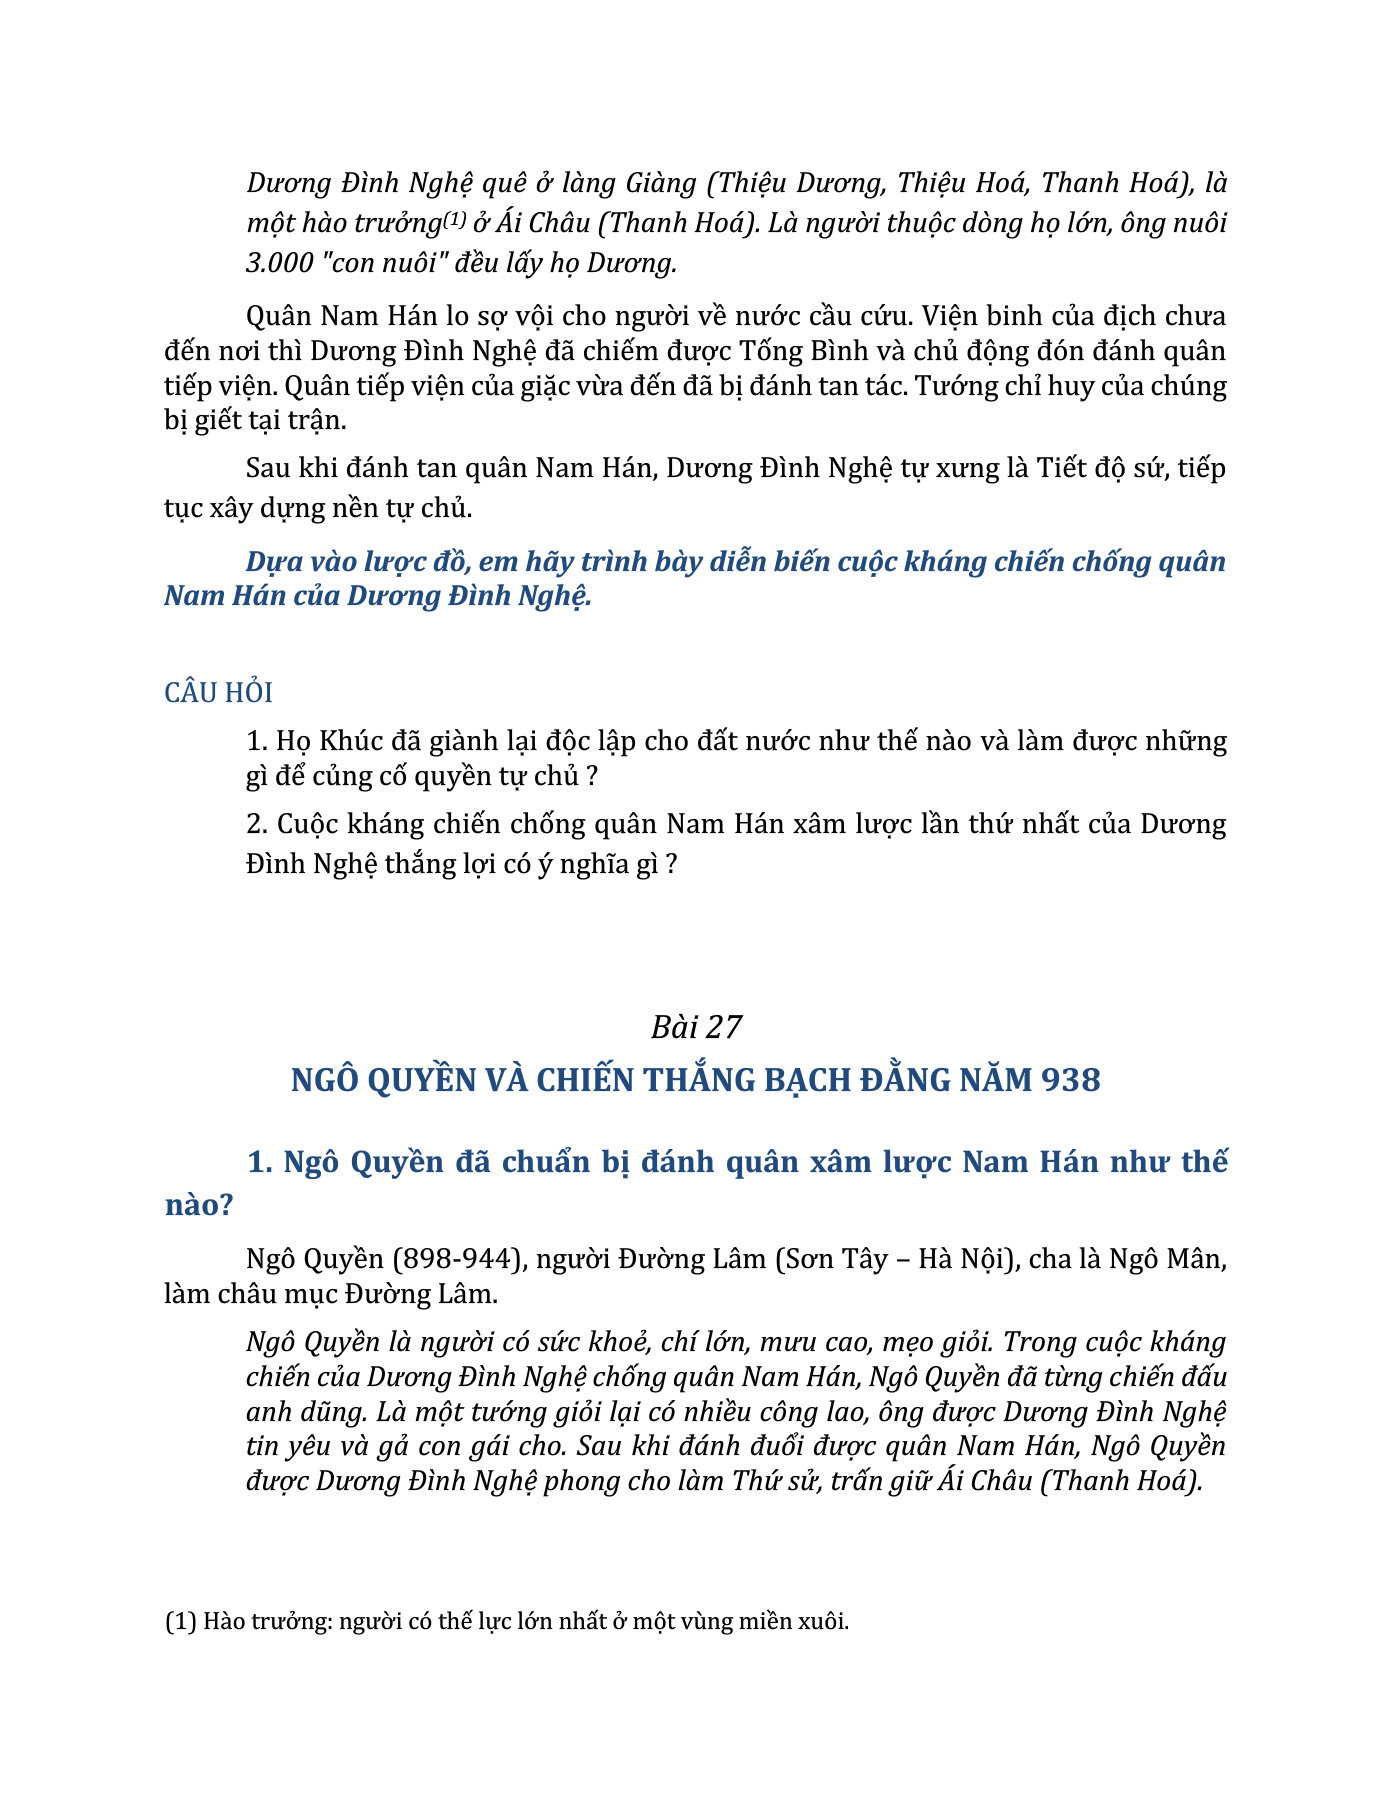 Dương Đình Nghệ quê ở làng Giàng (Thiệu Dương, Thiệu Hoá, Thanh Hoá), là
một hào trưởng(1) ở Ái Châu (Thanh Hoá). Là người thuộc dòng họ lớn, ông nuôi
3.000 "con nuôi" đều lấy họ Dương.
Quân Nam Hán lo sợ vội cho người về nước cầu cứu. Viện binh của địch chưa
đến nơi thì Dương Đình Nghệ đã chiếm được Tống Bình và chủ động đón đánh quân
tiếp viện. Quân tiếp viện của giặc vừa đến đã bị đánh tan tác. Tướng chỉ huy của chúng
bị giết tại trận.
Sau khi đánh tan quân Nam Hán, Dương Đình Nghệ tự xưng là Tiết độ sứ, tiếp
tục xây dựng nền tự chủ.
Dựa vào lược đồ, em hãy trình bày diễn biến cuộc kháng chiến chống quân
Nam Hán của Dương Đình Nghệ.
CÂU HỎI
1. Họ Khúc đã giành lại độc lập cho đất nước như thế nào và làm được những
gì để củng cố quyền tự chủ ?
2. Cuộc kháng chiến chống quân Nam Hán xâm lược lần thứ nhất của Dương
Đình Nghệ thắng lợi có ý nghĩa gì ?
Bài 27
NGÔ QUYỀN VÀ CHIẾN THẮNG BẠCH ĐẰNG NĂM 938
1. Ngô Quyền đã chuẩn bị đánh quân xâm lược Nam Hán như thế
nào?
Ngô Quyền (898-944), người Đường Lâm (Sơn Tây – Hà Nội), cha là Ngô Mân,
làm châu mục Đường Lâm.
Ngô Quyền là người có sức khoẻ, chí lớn, mưu cao, mẹo giỏi. Trong cuộc kháng
chiến của Dương Đình Nghệ chống quân Nam Hán, Ngô Quyền đã từng chiến đấu
anh dũng. Là một tướng giỏi lại có nhiều công lao, ông được Dương Đình Nghệ
tin yêu và gả con gái cho. Sau khi đánh đuổi được quân Nam Hán, Ngô Quyền
được Dương Đình Nghệ phong cho làm Thứ sử, trấn giữ Ái Châu (Thanh Hoá).
(1) Hào trưởng: người có thế lực lớn nhất ở một vùng miền xuôi.